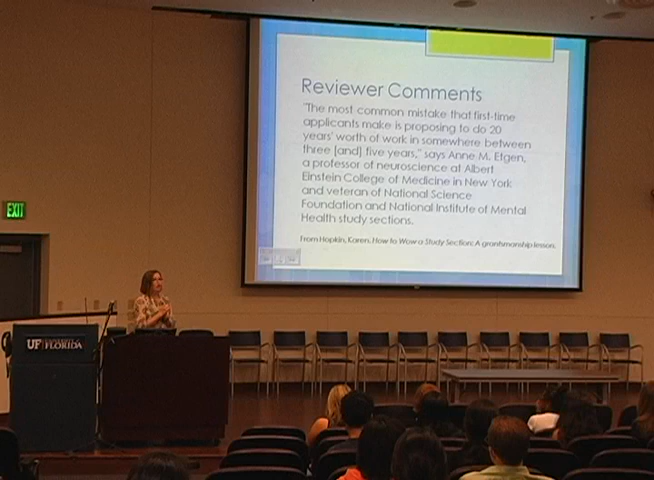 Reviewer Comments
"The most common mistake that first-time
applicants make is proposing to do 20
years' worth of work in somewhere between
three [and] five years," says Anne M. Etgen,
a professor of neuroscience at Albert
Einstein College of Medicine in New York
and veteran of National Science
Foundation and National Institute of Mental
Health study sections.
From Hopkin, Karen. How to Wow a Study Section: A grantsmanship lesson.
EXIT
UF UNIVERSITY of
FLORIDA